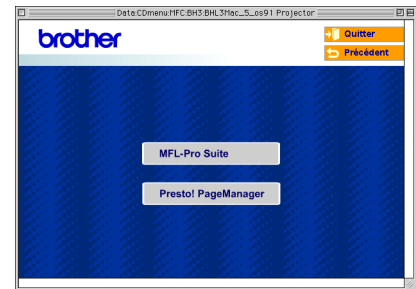 Data:CDmenu:MFC:BH3:BHL3Mac_5_os91 Projector
brother
Quitter
Précédent
MFL-Pro Suite
Presto! PageManager